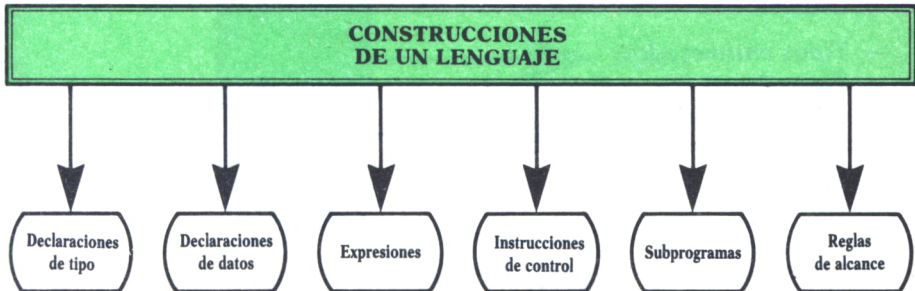 CONSTRUCCIONES
DE UN LENGUAJE
Declaraciones
de tipo
Declaraciones
de datos
Expresiones
Instrucciones
de control
Subprogramas
Reglas
de alcance